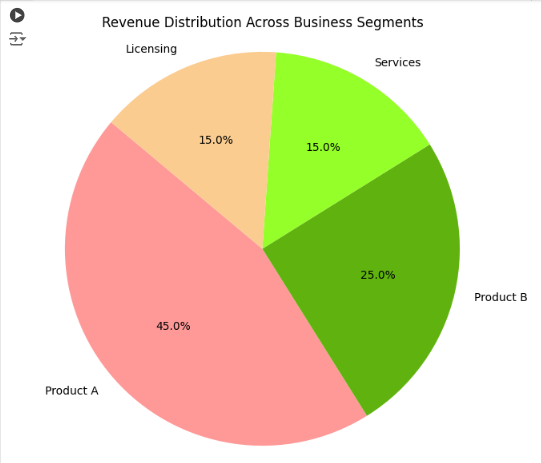 Revenue Distribution Across Business Segments
Licensing
Services
15.0%
15.0%
25.0%
Product B
45.0%
Product A